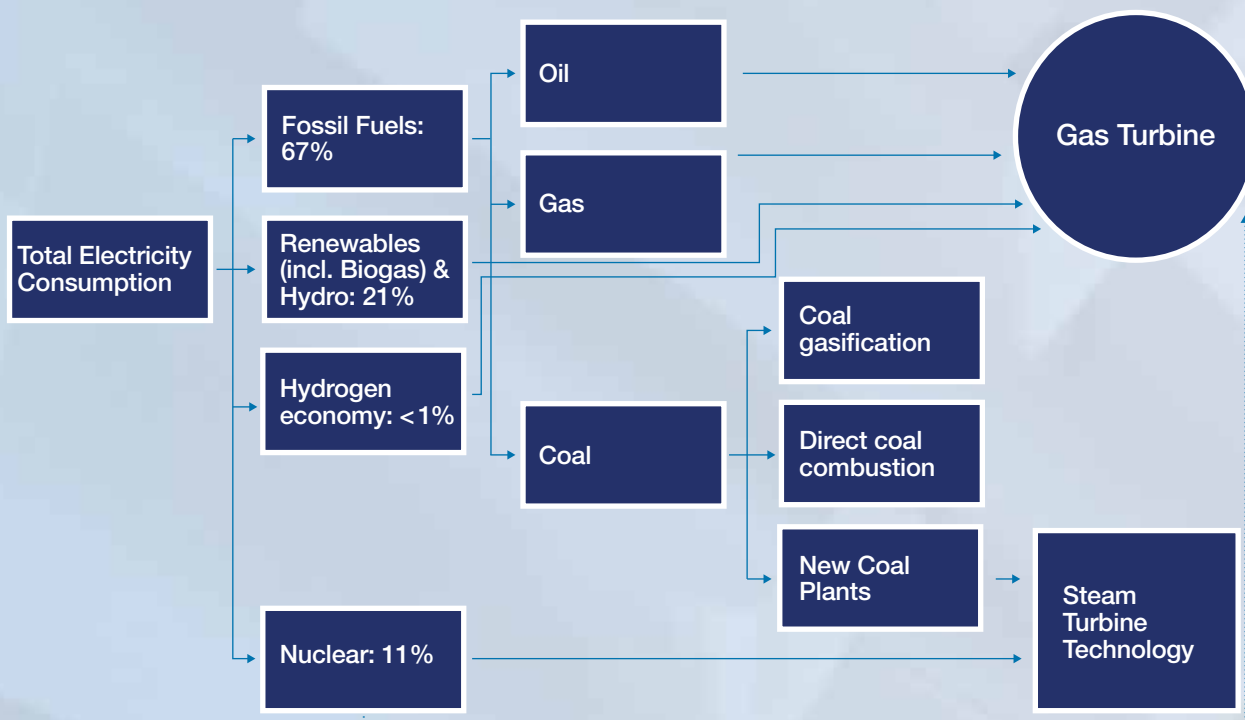 Total Electricity
Consumption
Fossil Fuels:
67%
Renewables
(incl. Biogas) &
Hydro: 21%
Hydrogen
economy: <1%
Nuclear: 11%
Oil
Gas
Coal
Coal
gasification
Direct coal
combustion
New Coal
Plants
Gas Turbine
Steam
Turbine
Technology